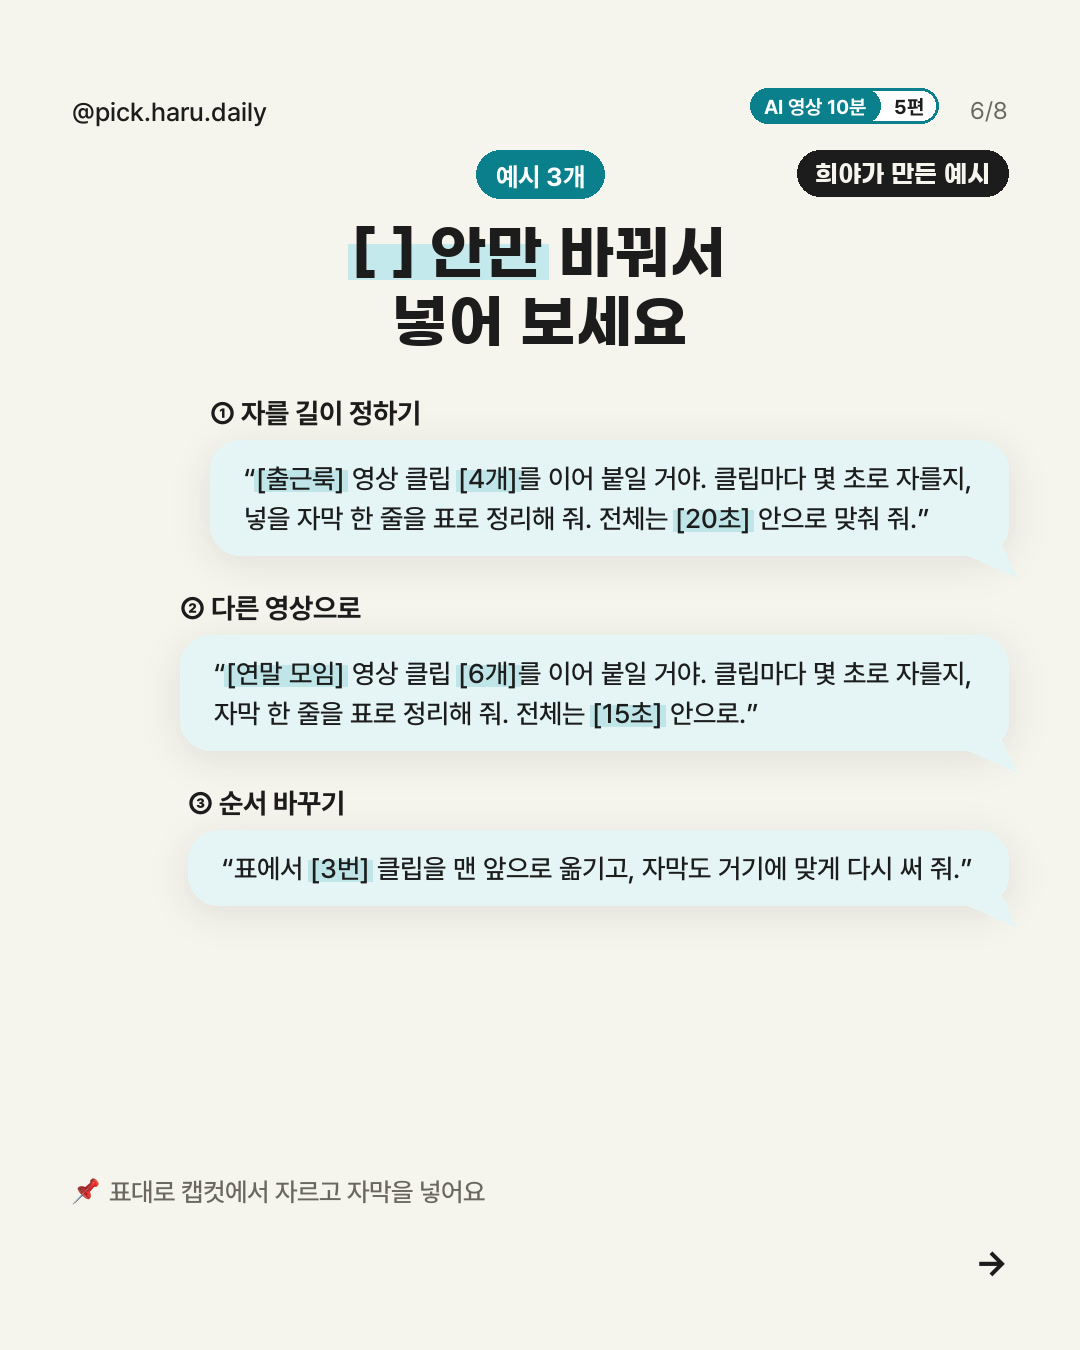 @pick.haru.daily
AI 영상 10분 5편 6/8
예시 3개
희야가 만든 예시
[ ] 안만 바꿔서
넣어 보세요
① 자를 길이 정하기
“[출근룩] 영상 클립 [4개]를 이어 붙일 거야. 클립마다 몇 초로 자를지,
넣을 자막 한 줄을 표로 정리해 줘. 전체는 [20초] 안으로 맞춰 줘.”
② 다른 영상으로
“[연말 모임] 영상 클립 [6개]를 이어 붙일 거야. 클립마다 몇 초로 자를지,
자막 한 줄을 표로 정리해 줘. 전체는 [15초] 안으로.”
③ 순서 바꾸기
“표에서 [3번] 클립을 맨 앞으로 옮기고, 자막도 거기에 맞게 다시 써 줘.”
📌 표대로 캡컷에서 자르고 자막을 넣어요
→